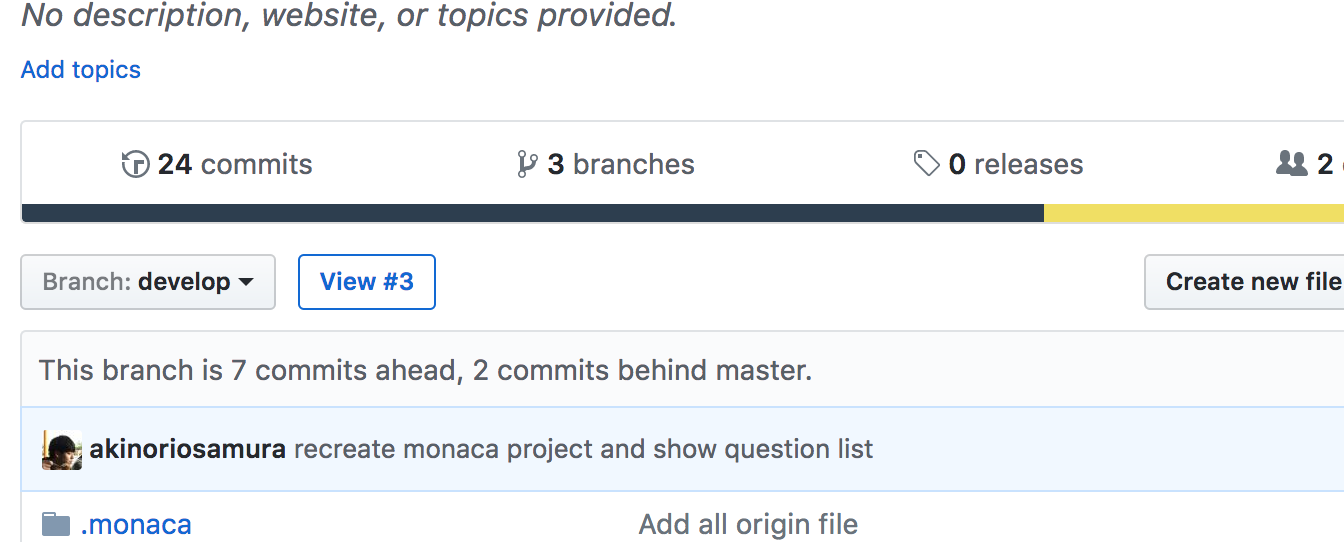 No description, website, or topics provided.
Add topics
24 commits 3 branches 0 releases 2
Branch: develop View #3 Create new file
This branch is 7 commits ahead, 2 commits behind master.
akinoriosamura recreate monaca project and show question list
.monaca Add all origin file